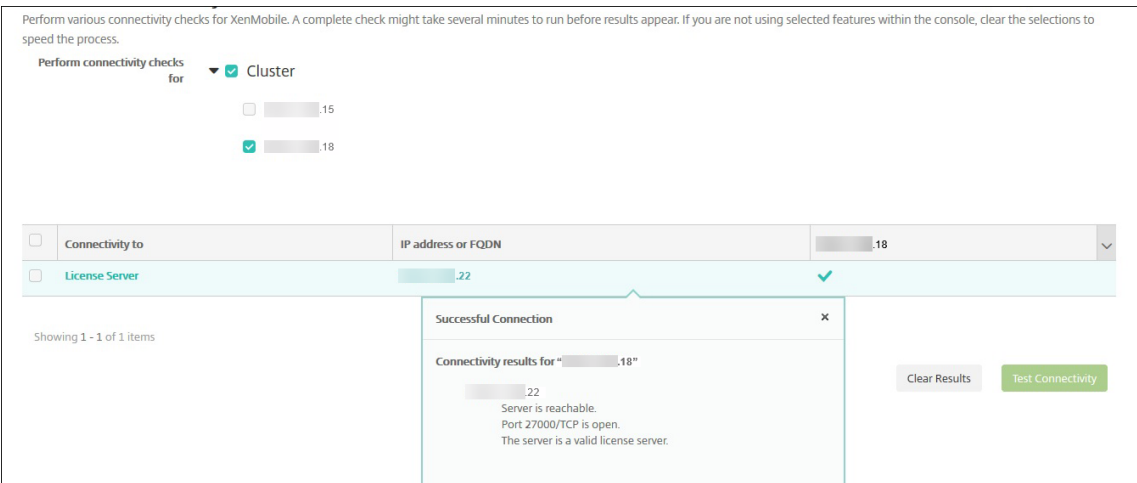 Perform various connectivity checks for XenMobile. A complete check might take several minutes to run before results appear. If you are not using selected features within the console, clear the selections to
speed the process.
Perform connectivity checks
for
Cluster
.15
.18
Connectivity to IP address or FQDN .18
License Server .22
Successful Connection ×
Connectivity results for " .18"
.22
Server is reachable.
Port 27000/TCP is open.
The server is a valid license server.
Showing 1 - 1 of 1 items
Clear Results Test Connectivity